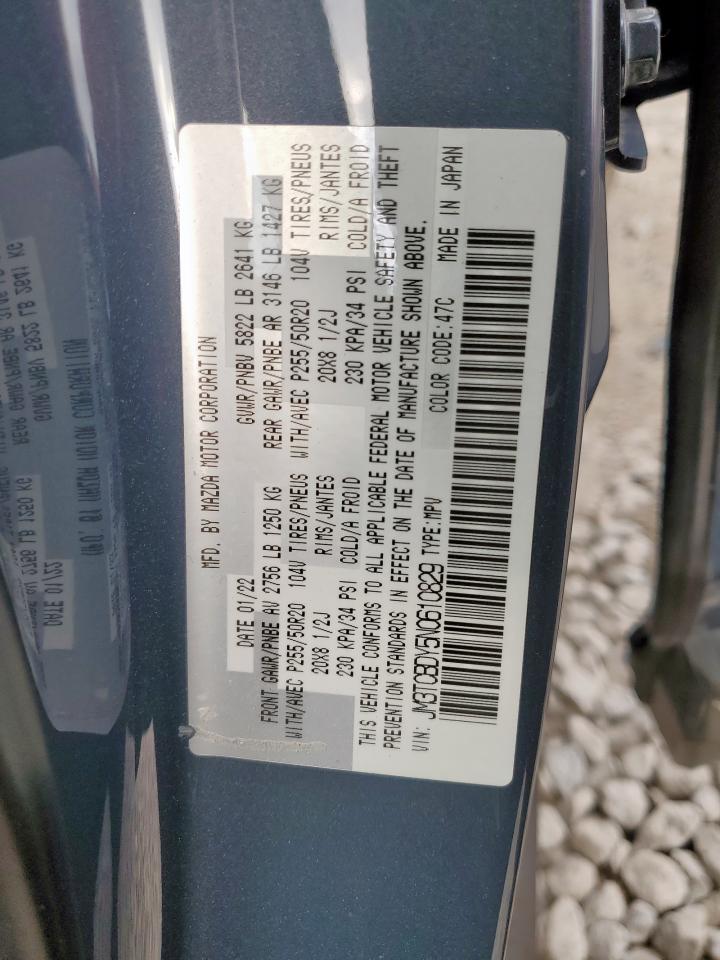 MFD. BY MAZDA MOTOR CORPORATION
DATE 01/22 GVWR/PNBV 5822 LB 2641 KG
FRONT GAWR/PNBE AV 2756 LB 1250 KG REAR GAWR/PNBE AR 3146 LB 1427 KG
WITH/AVEC P255/50R20 104V TIRES/PNEUS WITH/AVEC P255/50R20 104V TIRES/PNEUS
20X8 1/2J RIMS/JANTES 20X8 1/2J RIMS/JANTES
230 KPA/34 PSI COLD/A FROID 230 KPA/34 PSI COLD/A FROID
THIS VEHICLE CONFORMS TO ALL APPLICABLE FEDERAL MOTOR VEHICLE SAFETY AND THEFT
PREVENTION STANDARDS IN EFFECT ON THE DATE OF MANUFACTURE SHOWN ABOVE.
VIN: JM3TCBDY5N0610829 TYPE:MPV COLOR CODE:47C MADE IN JAPAN